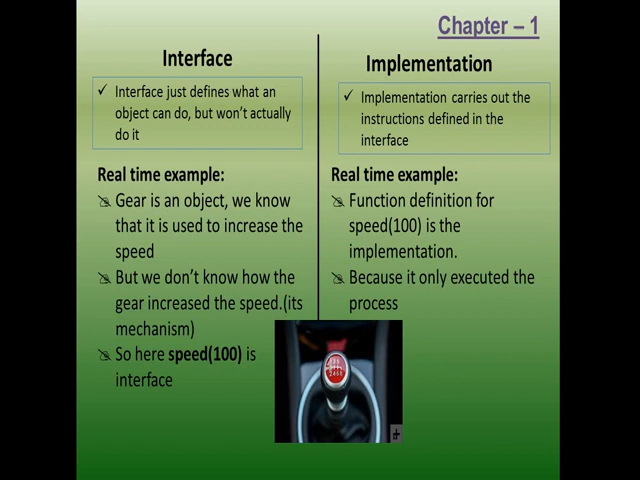 Chapter – 1
Interface
✓ Interface just defines what an
object can do, but won't actually
do it
Real time example:
Gear is an object, we know
that it is used to increase the
speed
But we don't know how the
gear increased the speed.(its
mechanism)
So here speed(100) is
interface
Implementation
✓ Implementation carries out the
instructions defined in the
interface
Real time example:
Function definition for
speed(100) is the
implementation.
Because it only executed the
process